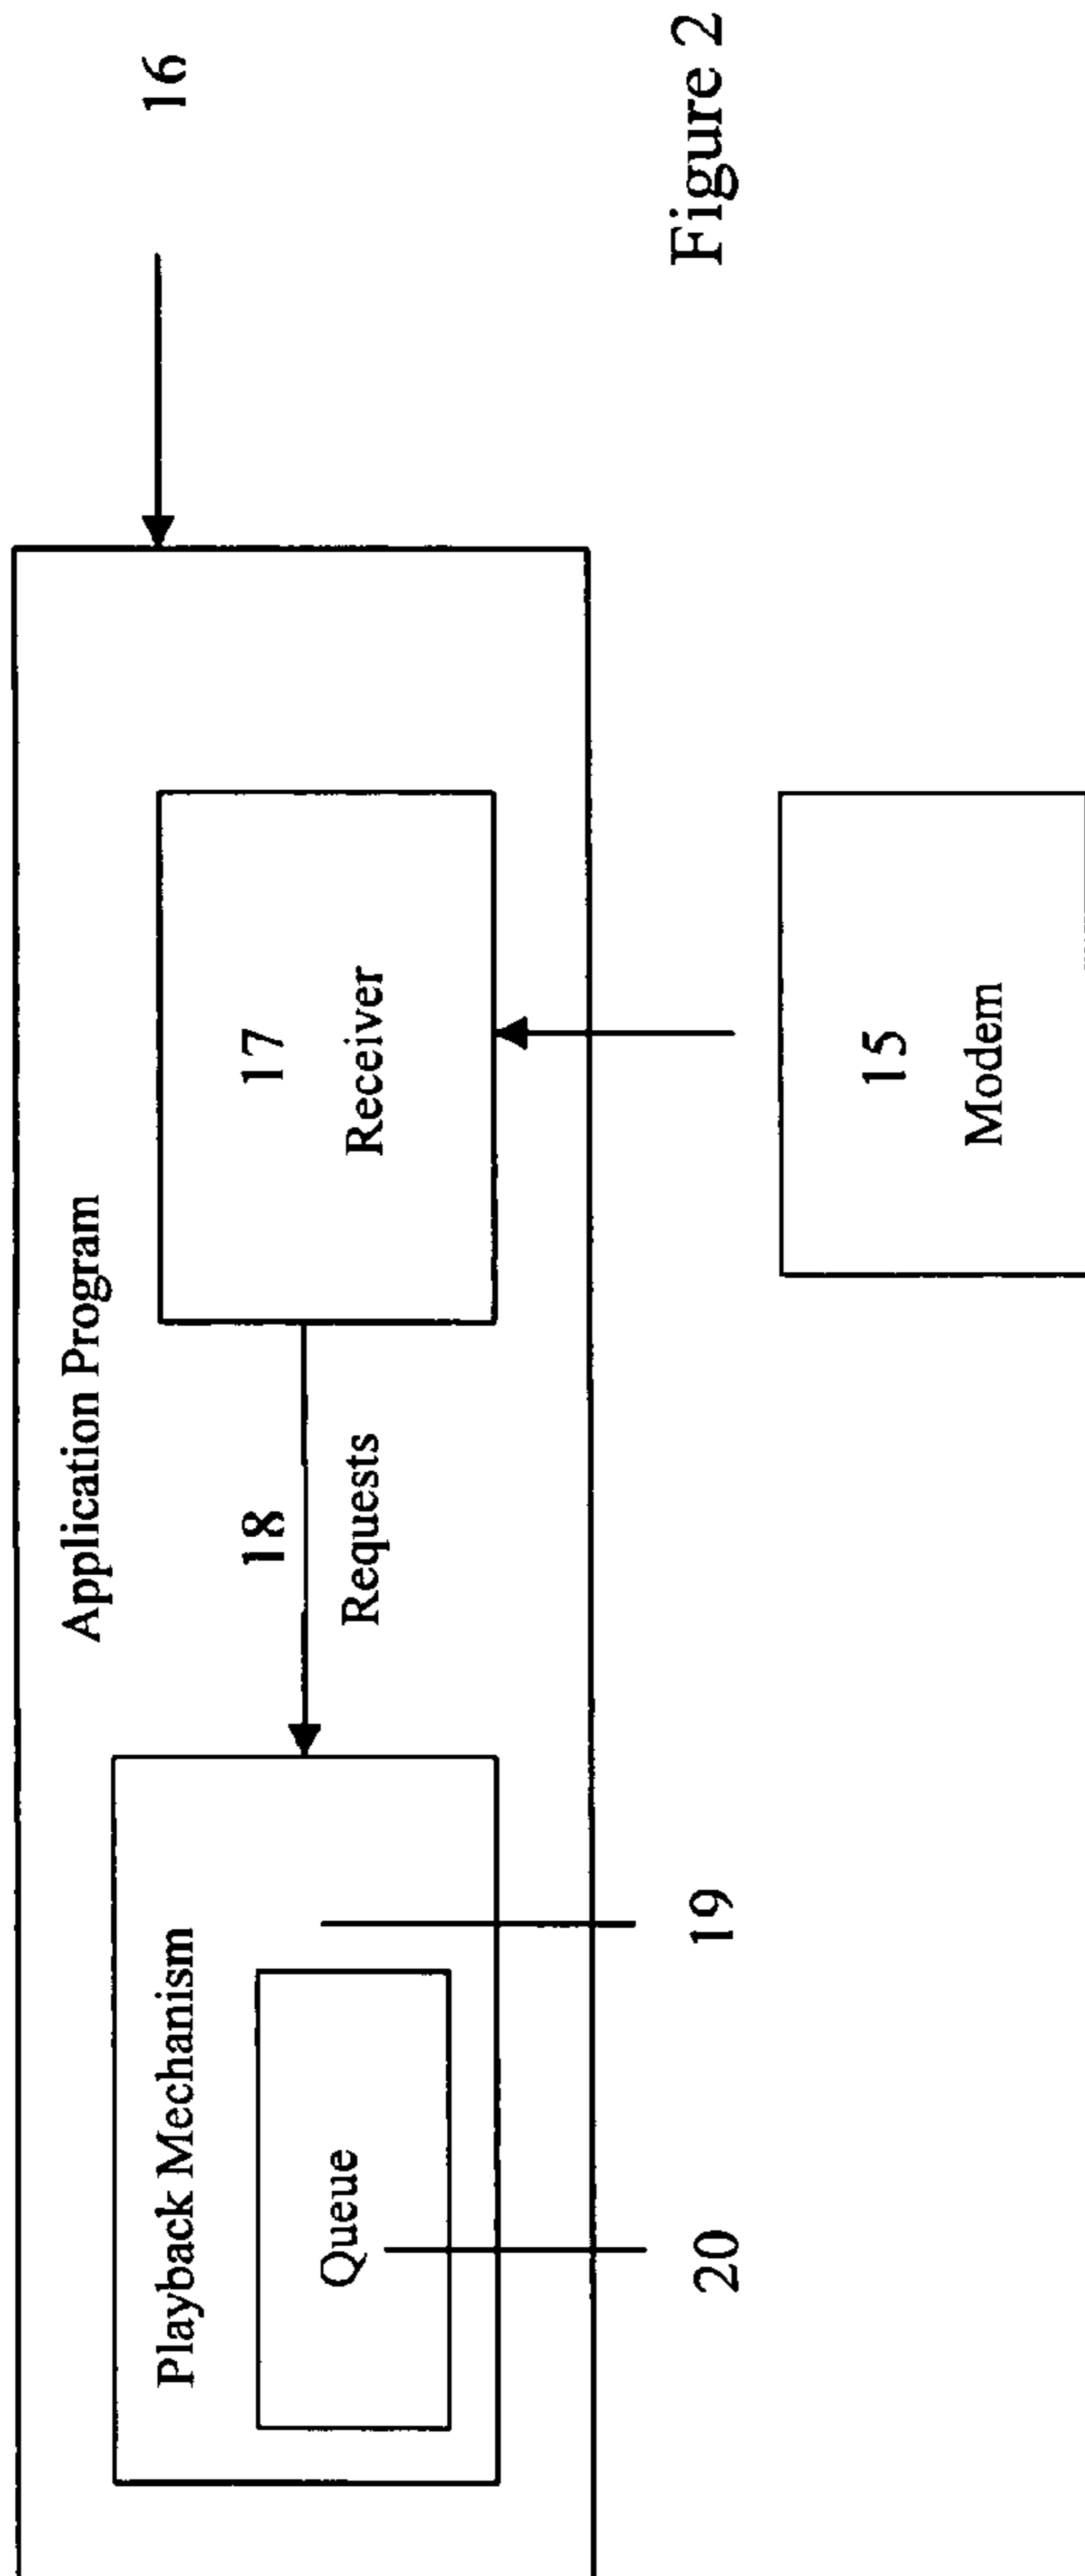 Application Program
16
Playback Mechanism
18
17
Requests
Receiver
Queue
20
19
Figure 2
15
Modem